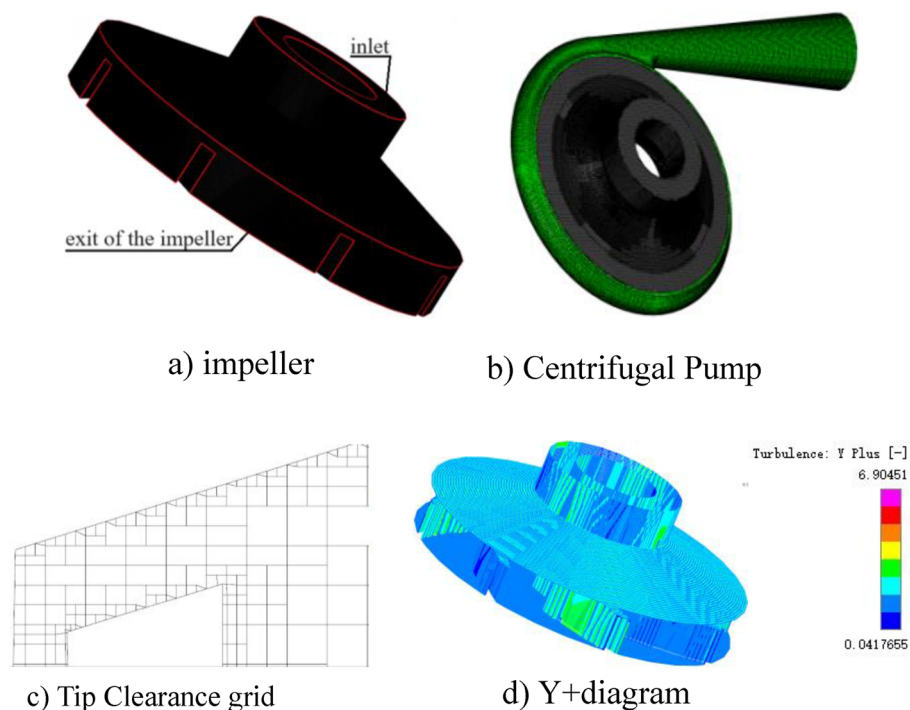 inlet
exit of the impeller
a) impeller
b) Centrifugal Pump
Turbulence: Y Plus [-]
6.90451
0.0417655
c) Tip Clearance grid
d) Y+diagram